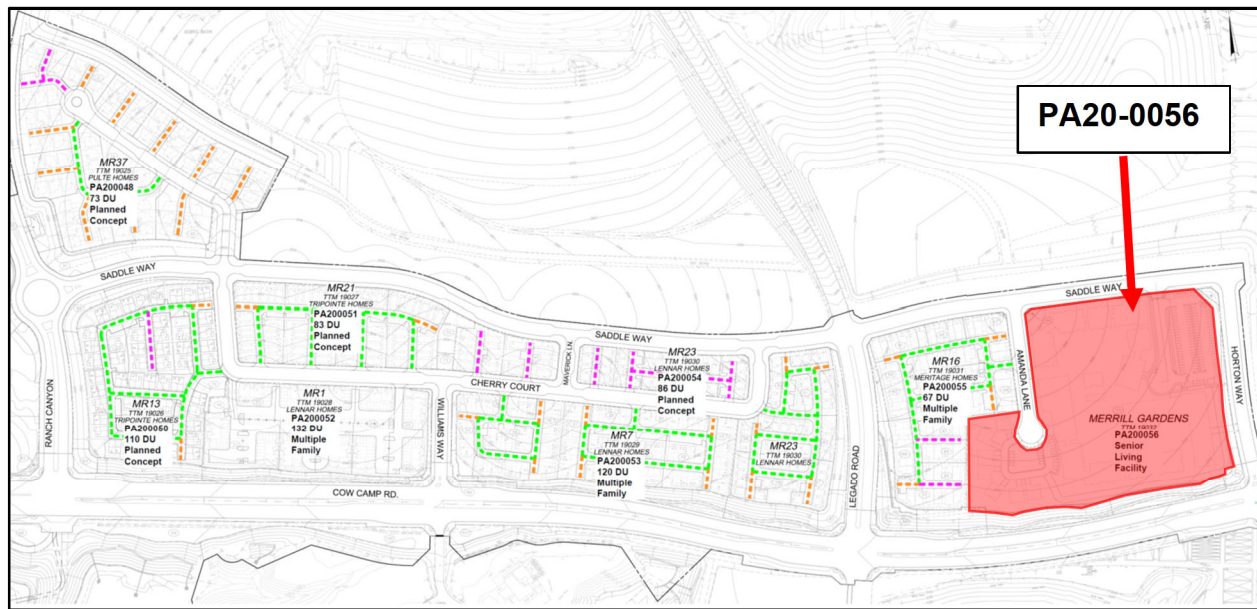 PA20-0056
MR37
TTM 19025
PULTE HOMES
PA200048
73 DU
Planned
Concept
SADDLE WAY
RANCH CANYON
MR21
TTM 19027
TRIPOINTE HOMES
PA200051
83 DU
Planned
Concept
SADDLE WAY
MAVERICK LN.
MR23
TTM 19030
LENNAR HOMES
PA200054
86 DU
Planned
Concept
CHERRY COURT
MR13
TTM 19026
TRIPOINTE HOMES
PA200050
110 DU
Planned
Concept
MR1
TTM 19028
LENNAR HOMES
PA200052
132 DU
Multiple
Family
WILLIAMS WAY
MR7
TTM 19029
LENNAR HOMES
PA200053
120 DU
Multiple
Family
MR23
TTM 19030
LENNAR HOMES
COW CAMP RD.
LEGADO ROAD
MR16
TTM 19031
MERITAGE HOMES
PA200055
67 DU
Multiple
Family
AMANDA LANE
SADDLE WAY
HORTON WAY
MERRILL GARDENS
TTM 19032
PA200056
Senior
Living
Facility